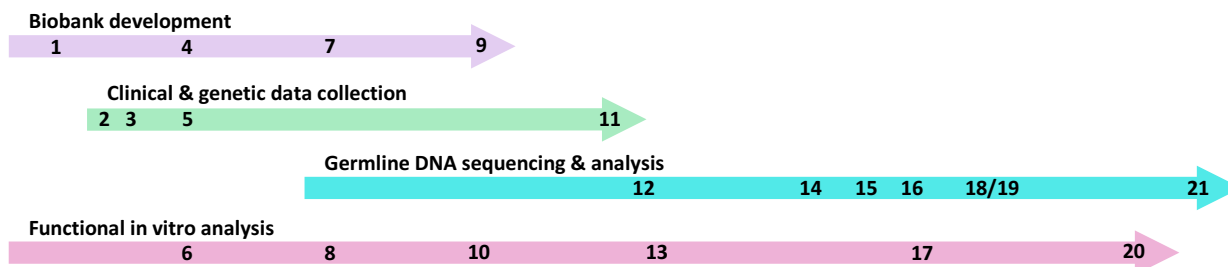 Biobank development
1 4 7 9
Clinical & genetic data collection
2 3 5 11
Germline DNA sequencing & analysis
12 14 15 16 18/19 21
Functional in vitro analysis
6 8 10 13 17 20